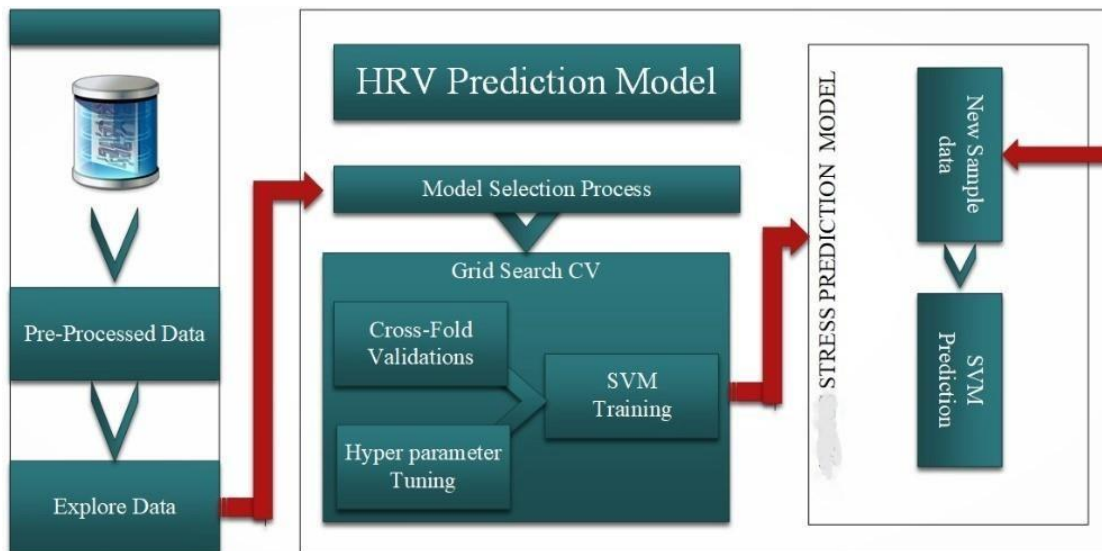 Pre-Processed Data
Explore Data
HRV Prediction Model
Model Selection Process
Grid Search CV
Cross-Fold
Validations
Hyper parameter
Tuning
SVM
Training
STRESS PREDICTION MODEL
New Sample
data
SVM
Prediction